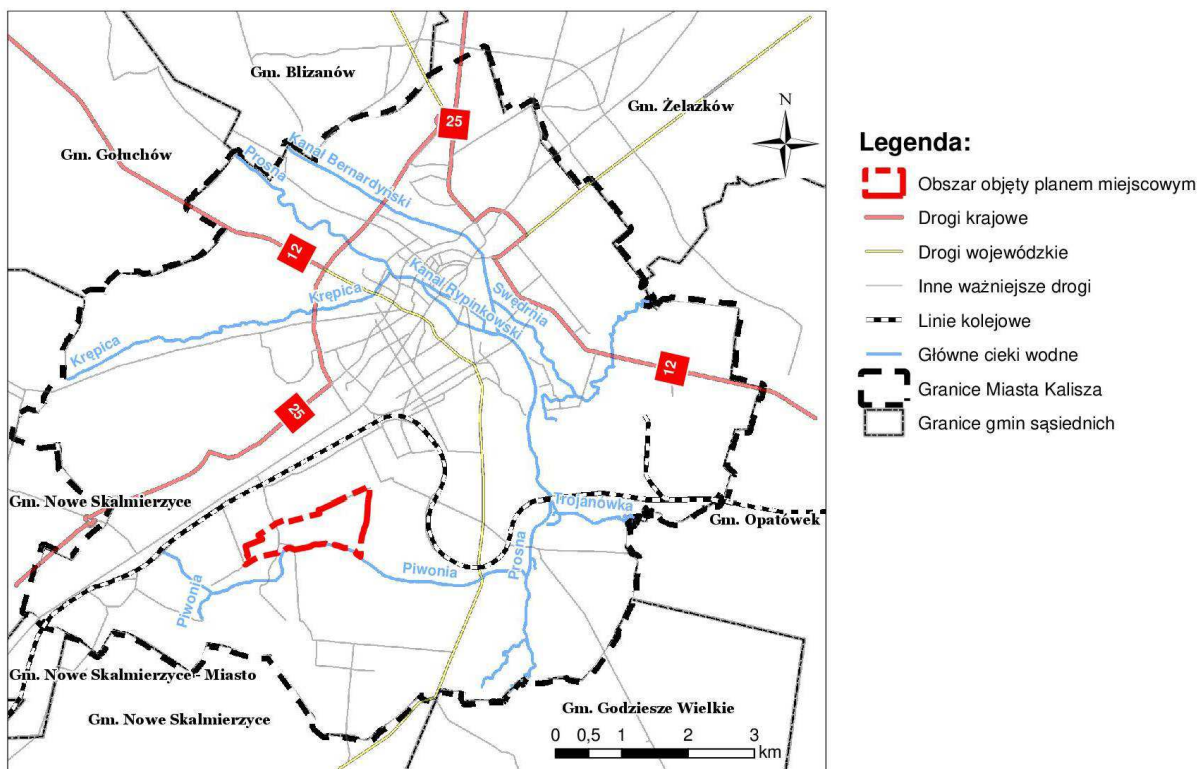 Gm. Blizanów
Gm. Żelazków
25
N
Gm. Gołuchów
Kanał Bernardyński
Prosna
Legenda:
Obszar objęty planem miejscowym
Drogi krajowe
Drogi wojewódzkie
Inne ważniejsze drogi
Linie kolejowe
Główne cieki wodne
Granice Miasta Kalisza
Granice gmin sąsiednich
12
Krępica
Kanał Rypinkowski
Swędrnia
Krępica
12
25
Gm. Nowe Skalmierzyce
Trojanówka
Gm. Opatówek
Prosna
Piwonia
Piwonia
Gm. Nowe Skalmierzyce - Miasto
Gm. Nowe Skalmierzyce
Gm. Godziesze Wielkie
0 0,5 1 2 3
km